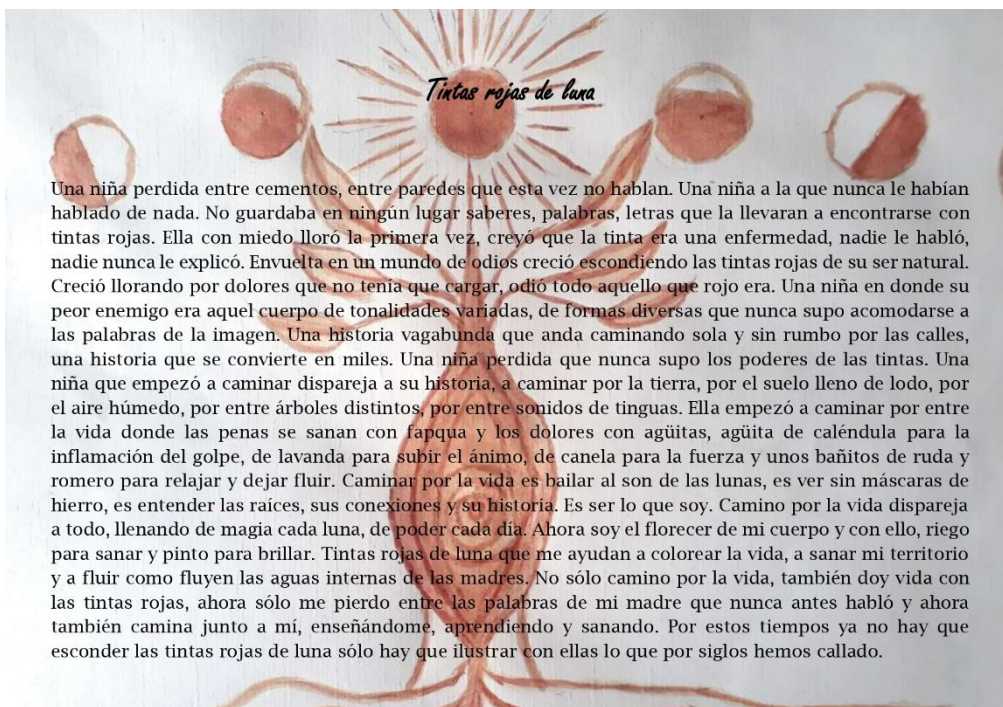 Tintas rojas de luna
Una niña perdida entre cementos, entre paredes que esta vez no hablan. Una niña a la que nunca le habían
hablado de nada. No guardaba en ningún lugar saberes, palabras, letras que la llevaran a encontrarse con
tintas rojas. Ella con miedo lloró la primera vez, creyó que la tinta era una enfermedad, nadie le habló,
nadie nunca le explicó. Envuelta en un mundo de odios creció escondiendo las tintas rojas de su ser natural.
Creció llorando por dolores que no tenía que cargar, odió todo aquello que rojo era. Una niña en donde su
peor enemigo era aquel cuerpo de tonalidades variadas, de formas diversas que nunca supo acomodarse a
las palabras de la imagen. Una historia vagabunda que anda caminando sola y sin rumbo por las calles,
una historia que se convierte en miles. Una niña perdida que nunca supo los poderes de las tintas. Una
niña que empezó a caminar dispareja a su historia, a caminar por la tierra, por el suelo lleno de lodo, por
el aire húmedo, por entre árboles distintos, por entre sonidos de tinguas. Ella empezó a caminar por entre
la vida donde las penas se sanan con fapqua y los dolores con agüitas, agüita de caléndula para la
inflamación del golpe, de lavanda para subir el ánimo, de canela para la fuerza y unos bañitos de ruda y
romero para relajar y dejar fluir. Caminar por la vida es bailar al son de las lunas, es ver sin máscaras de
hierro, es entender las raíces, sus conexiones y su historia. Es ser lo que soy. Camino por la vida dispareja
a todo, llenando de magia cada luna, de poder cada día. Ahora soy el florecer de mi cuerpo y con ello, riego
para sanar y pinto para brillar. Tintas rojas de luna que me ayudan a colorear la vida, a sanar mi territorio
y a fluir como fluyen las aguas internas de las madres. No sólo camino por la vida, también doy vida con
las tintas rojas, ahora sólo me pierdo entre las palabras de mi madre que nunca antes habló y ahora
también camina junto a mí, enseñándome, aprendiendo y sanando. Por estos tiempos ya no hay que
esconder las tintas rojas de luna sólo hay que ilustrar con ellas lo que por siglos hemos callado.